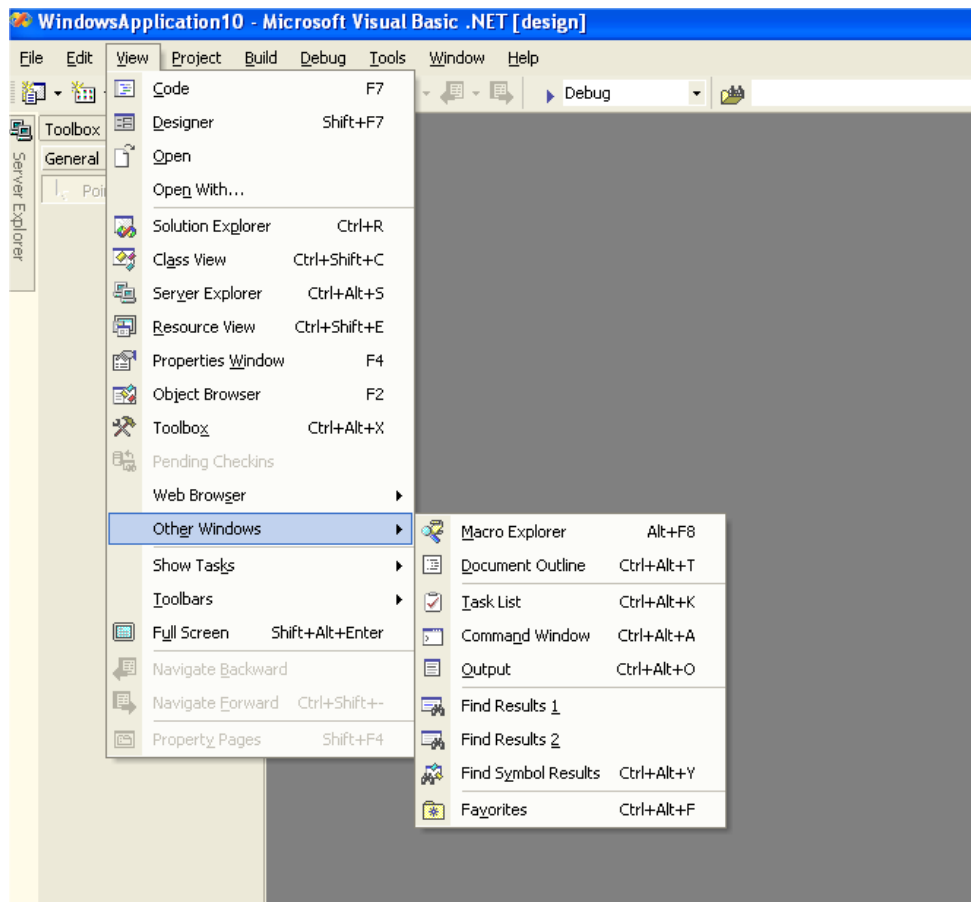 WindowsApplication10 - Microsoft Visual Basic .NET [design]
File Edit View Project Build Debug Tools Window Help
Debug
Toolbox
General
Server Explorer
Code F7
Designer Shift+F7
Open
Open With...
Solution Explorer Ctrl+R
Class View Ctrl+Shift+C
Server Explorer Ctrl+Alt+S
Resource View Ctrl+Shift+E
Properties Window F4
Object Browser F2
Toolbox Ctrl+Alt+X
Pending Checkins
Web Browser
Other Windows
Show Tasks
Toolbars
Full Screen Shift+Alt+Enter
Navigate Backward
Navigate Forward Ctrl+Shift+-
Property Pages Shift+F4
Macro Explorer Alt+F8
Document Outline Ctrl+Alt+T
Task List Ctrl+Alt+K
Command Window Ctrl+Alt+A
Output Ctrl+Alt+O
Find Results 1
Find Results 2
Find Symbol Results Ctrl+Alt+Y
Favorites Ctrl+Alt+F